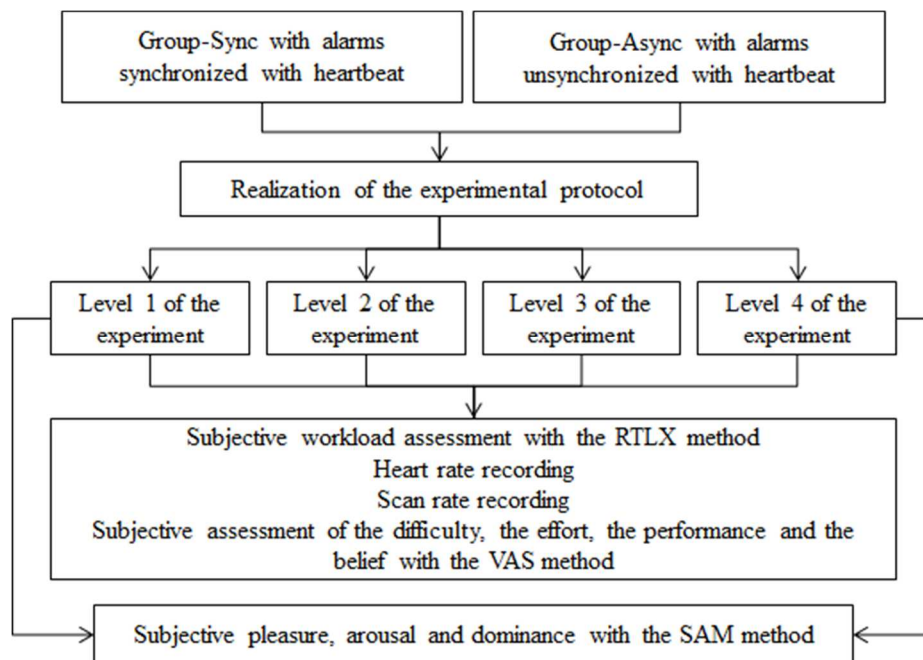 Group-Sync with alarms
synchronized with heartbeat
Group-Async with alarms
unsynchronized with heartbeat
Realization of the experimental protocol
Level 1 of the
experiment
Level 2 of the
experiment
Level 3 of the
experiment
Level 4 of the
experiment
Subjective workload assessment with the RTLX method
Heart rate recording
Scan rate recording
Subjective assessment of the difficulty, the effort, the performance and the
belief with the VAS method
Subjective pleasure, arousal and dominance with the SAM method